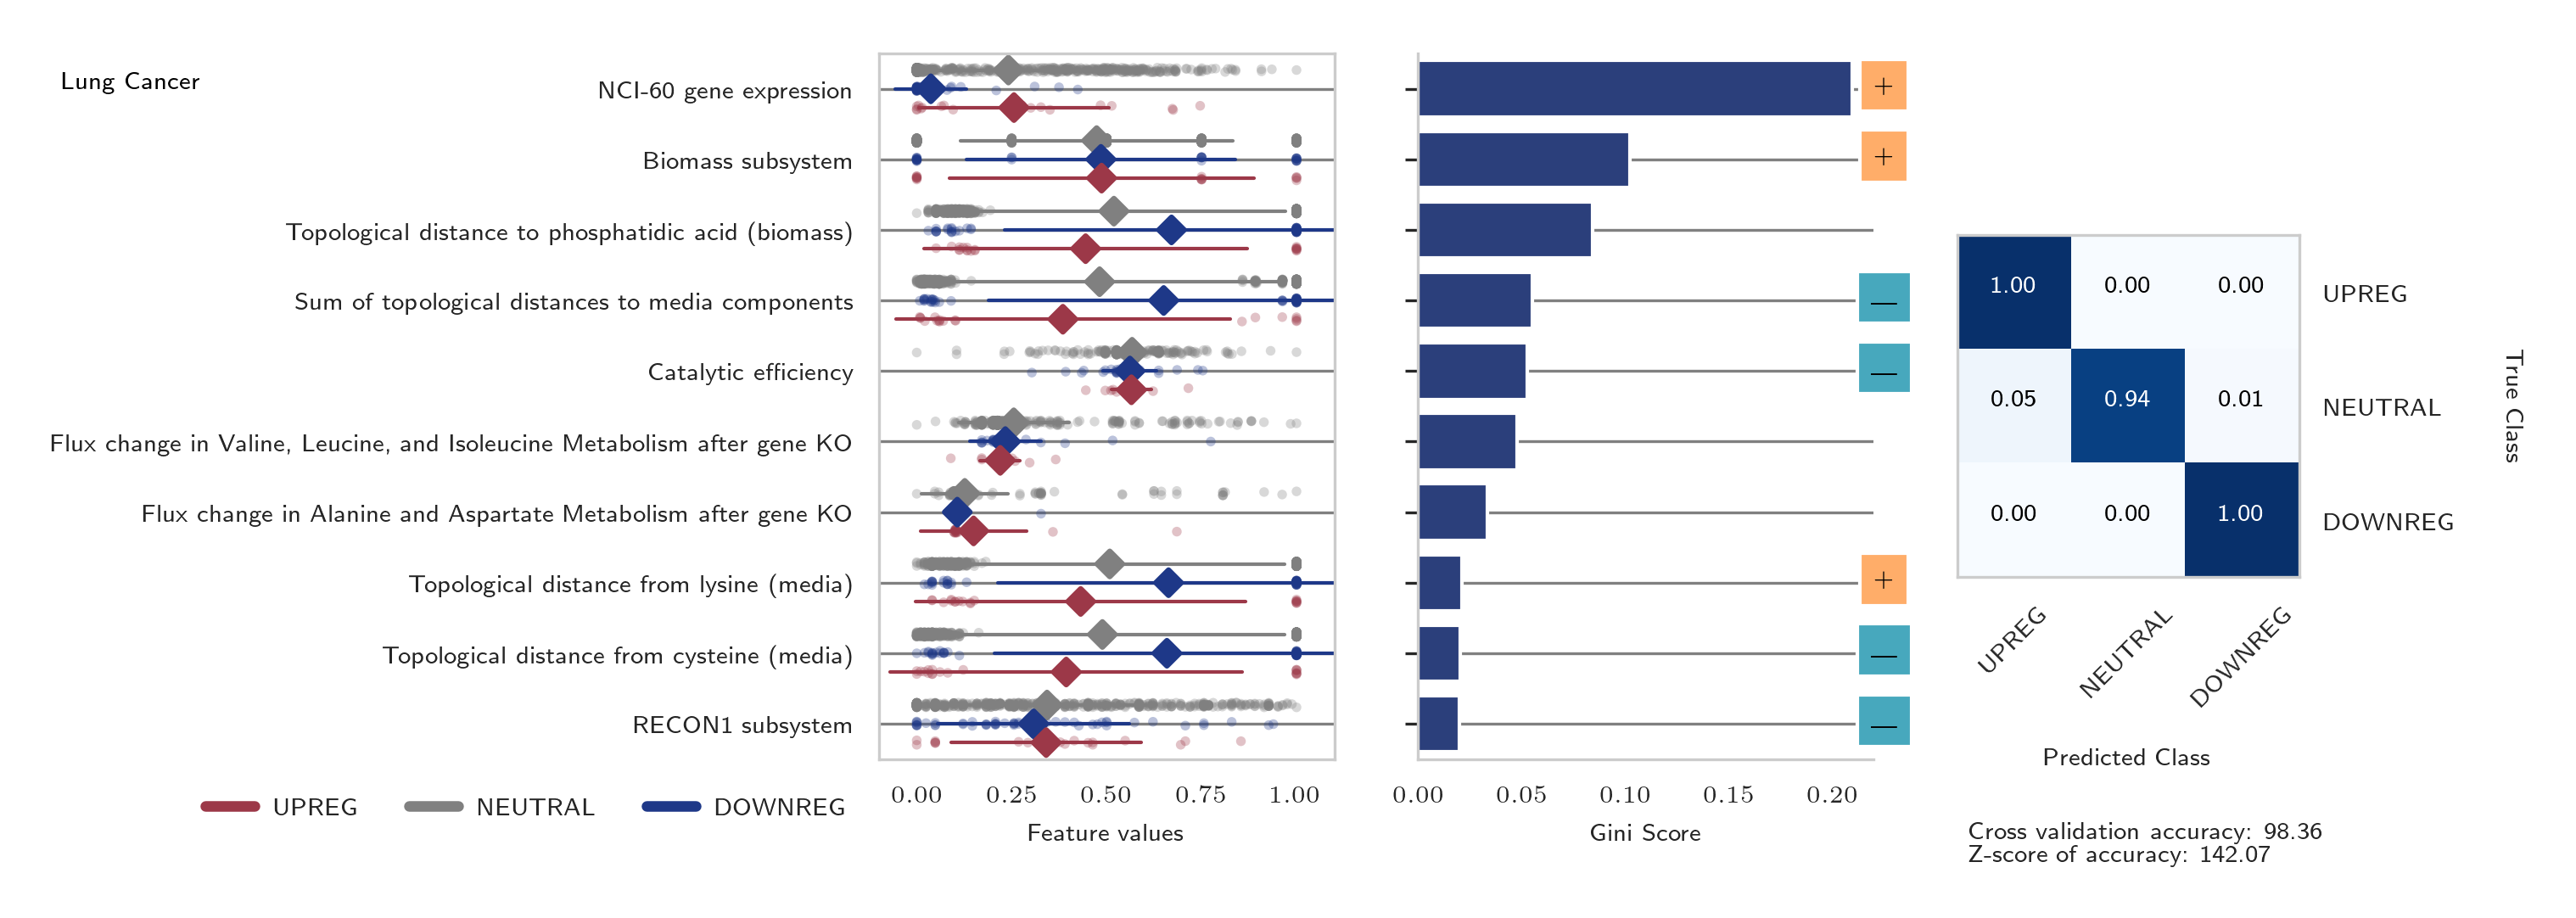 Lung Cancer
NCI-60 gene expression
Biomass subsystem
Topological distance to phosphatidic acid (biomass)
Sum of topological distances to media components
Catalytic efficiency
Flux change in Valine, Leucine, and Isoleucine Metabolism after gene KO
Flux change in Alanine and Aspartate Metabolism after gene KO
Topological distance from lysine (media)
Topological distance from cysteine (media)
RECON1 subsystem
UPREG NEUTRAL DOWNREG
0.00 0.25 0.50 0.75 1.00
Feature values
+
+
—
—
+
—
—
0.00 0.05 0.10 0.15 0.20
Gini Score
1.00 0.00 0.00 UPREG
0.05 0.94 0.01 NEUTRAL
0.00 0.00 1.00 DOWNREG
True Class
UPREG NEUTRAL DOWNREG
Predicted Class
Cross validation accuracy: 98.36
Z-score of accuracy: 142.07